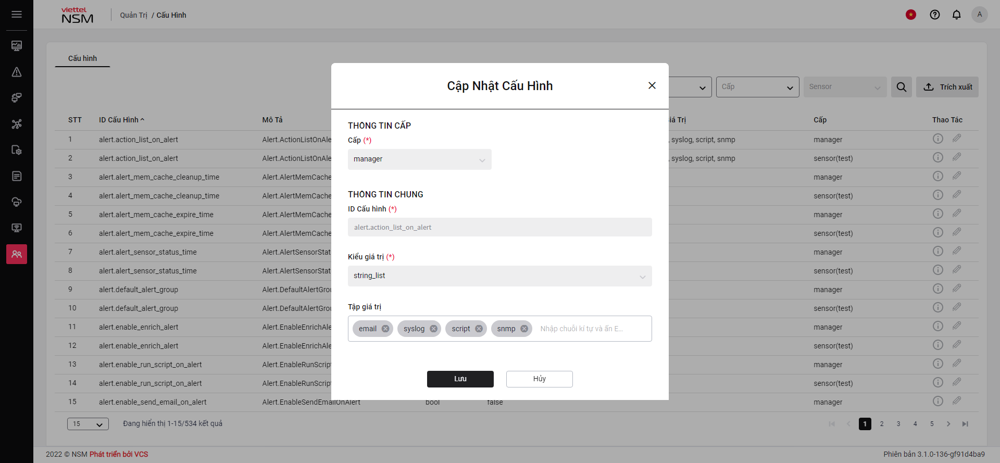 viettel
NSM
Quản Trị / Cấu Hình
A
Cấu hình
Cấp
Sensor
Trích xuất
Cập Nhật Cấu Hình
THÔNG TIN CẤP
Cấp (*)
manager
THÔNG TIN CHUNG
ID Cấu hình (*)
alert.action_list_on_alert
Kiểu giá trị (*)
string_list
Tập giá trị
email syslog script snmp Nhập chuỗi kí tự và ấn E...
Lưu Hủy
STT ID Cấu Hình Mô Tả iá Trị Cấp Thao Tác
1 alert.action_list_on_alert Alert.ActionListOnAle , syslog, script, snmp manager
2 alert.action_list_on_alert Alert.ActionListOnAle , syslog, script, snmp sensor(test)
3 alert.alert_mem_cache_cleanup_time Alert.AlertMemCache manager
4 alert.alert_mem_cache_cleanup_time Alert.AlertMemCache sensor(test)
5 alert.alert_mem_cache_expire_time Alert.AlertMemCache manager
6 alert.alert_mem_cache_expire_time Alert.AlertMemCache sensor(test)
7 alert.alert_sensor_status_time Alert.AlertSensorStat manager
8 alert.alert_sensor_status_time Alert.AlertSensorStat sensor(test)
9 alert.default_alert_group Alert.DefaultAlertGrou manager
10 alert.default_alert_group Alert.DefaultAlertGrou sensor(test)
11 alert.enable_enrich_alert Alert.EnableEnrichAle manager
12 alert.enable_enrich_alert Alert.EnableEnrichAle sensor(test)
13 alert.enable_run_script_on_alert Alert.EnableRunScript manager
14 alert.enable_run_script_on_alert Alert.EnableRunScript sensor(test)
15 alert.enable_send_email_on_alert Alert.EnableSendEmailOnAlert bool false manager
15 Đang hiển thị 1-15/534 kết quả 1 2 3 4 5
2022 © NSM Phát triển bởi VCS Phiên bản 3.1.0-136-gf91d4ba9